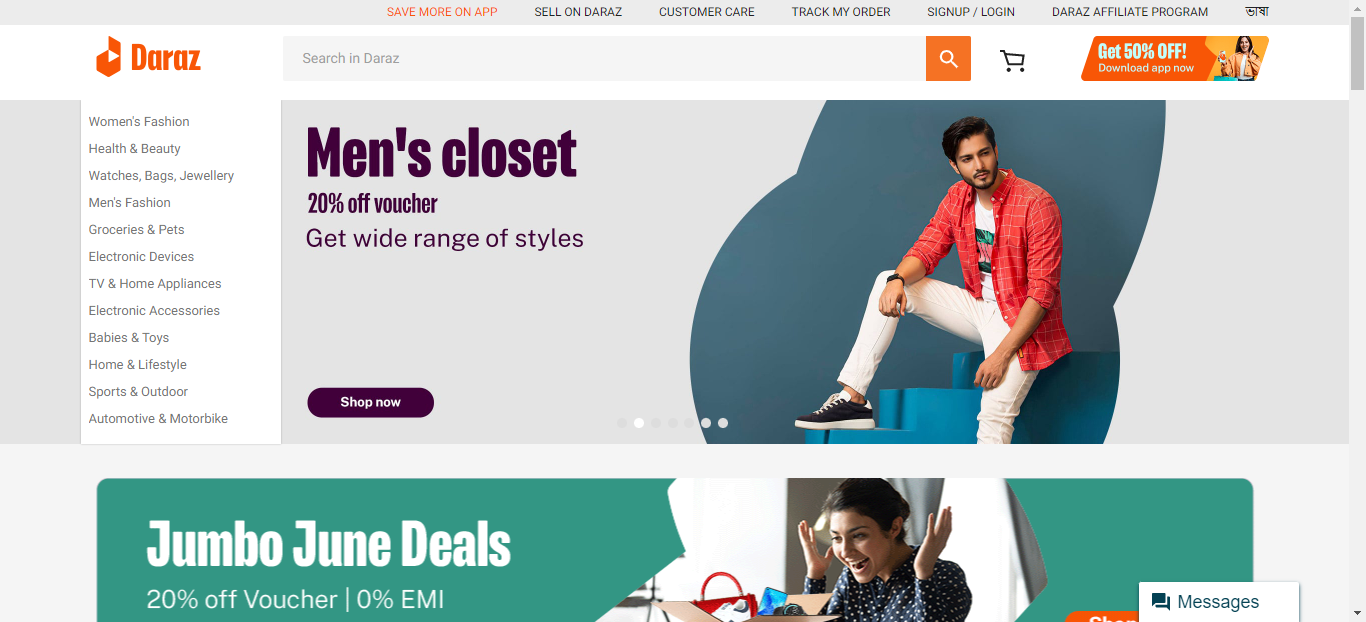 SAVE MORE ON APP SELL ON DARAZ CUSTOMER CARE TRACK MY ORDER SIGNUP / LOGIN DARAZ AFFILIATE PROGRAM ভাষা
Daraz
Search in Daraz
Get 50% OFF!
Download app now
Women's Fashion
Health & Beauty
Watches, Bags, Jewellery
Men's Fashion
Groceries & Pets
Electronic Devices
TV & Home Appliances
Electronic Accessories
Babies & Toys
Home & Lifestyle
Sports & Outdoor
Automotive & Motorbike
Men's closet
20% off voucher
Get wide range of styles
Shop now
Jumbo June Deals
20% off Voucher | 0% EMI
Shop
Messages